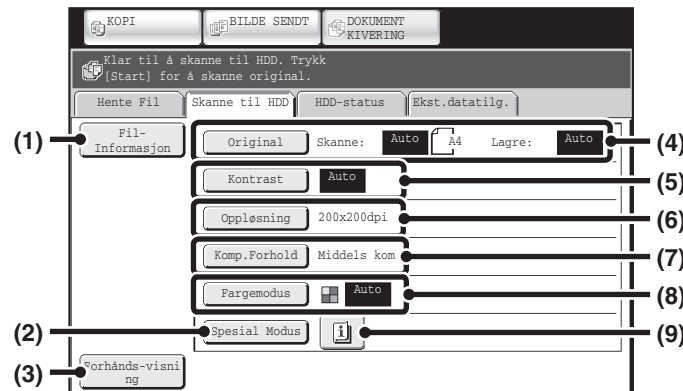 KOPI
BILDE SENDT
DOKUMENT
KIVERING
Klar til å skanne til HDD. Trykk
[Start] for å skanne original.
Hente Fil
Skanne til HDD
HDD-status
Ekst.datatilg.
(1)
Fil-
Informasjon
Original
Skanne:
Auto
A4
Lagre:
Auto
(4)
Kontrast
Auto
(5)
Oppløsning
200x200dpi
(6)
Komp.Forhold
Middels kom
(7)
Fargemodus
Auto
(8)
(2)
Spesial Modus
(9)
(3)
Forhånds-visni
ng